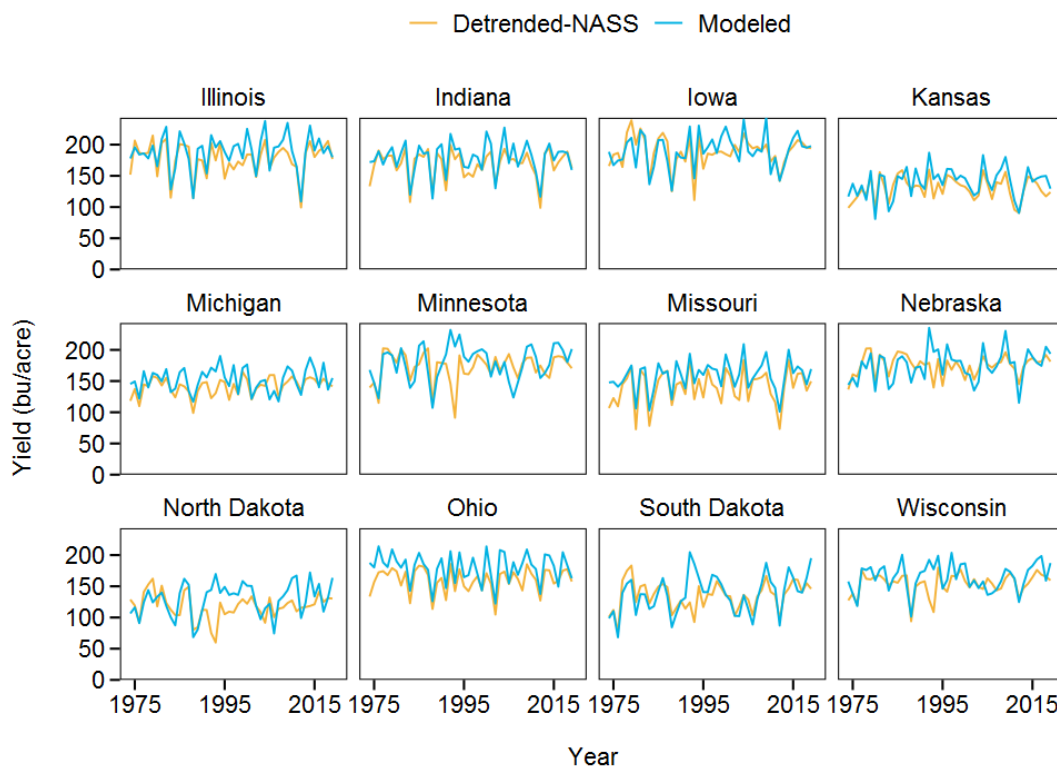 Detrended-NASS Modeled
Illinois Indiana Iowa Kansas
200
150
100
50
0
Michigan Minnesota Missouri Nebraska
200
150
100
50
0
Yield (bu/acre)
North Dakota Ohio South Dakota Wisconsin
200
150
100
50
0
1975 1995 2015 1975 1995 2015 1975 1995 2015 1975 1995 2015
Year